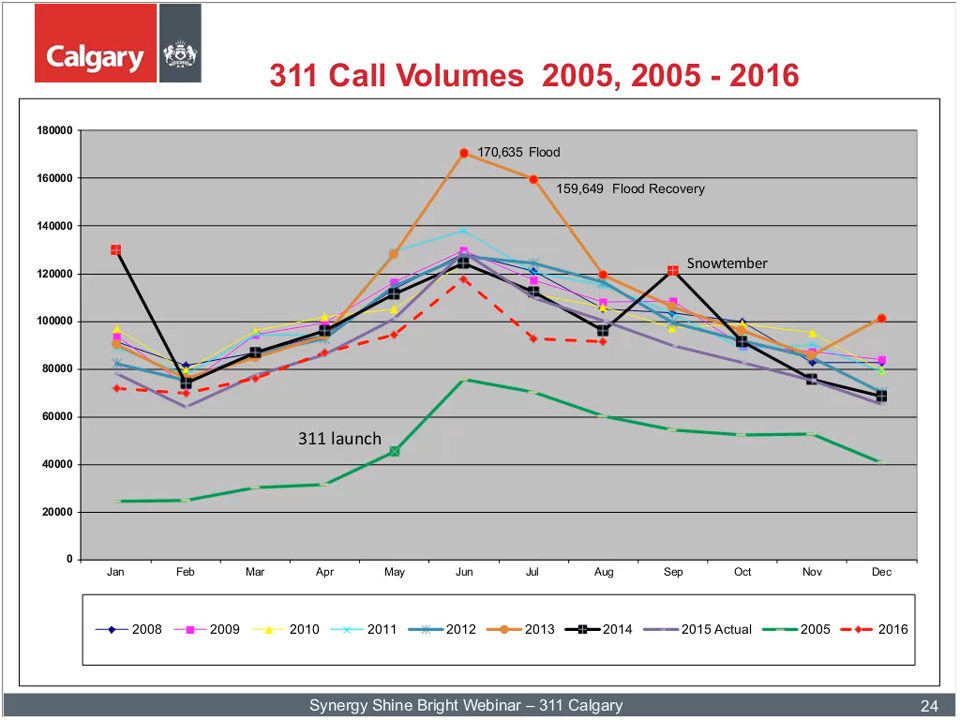 Calgary
311 Call Volumes 2005, 2005 - 2016
180000
160000
140000
120000
100000
80000
60000
40000
20000
0
170,635 Flood
159,649 Flood Recovery
Snowtember
311 launch
Jan Feb Mar Apr May Jun Jul Aug Sep Oct Nov Dec
2008 2009 2010 2011 2012 2013 2014 2015 Actual 2005 2016
Synergy Shine Bright Webinar – 311 Calgary
24